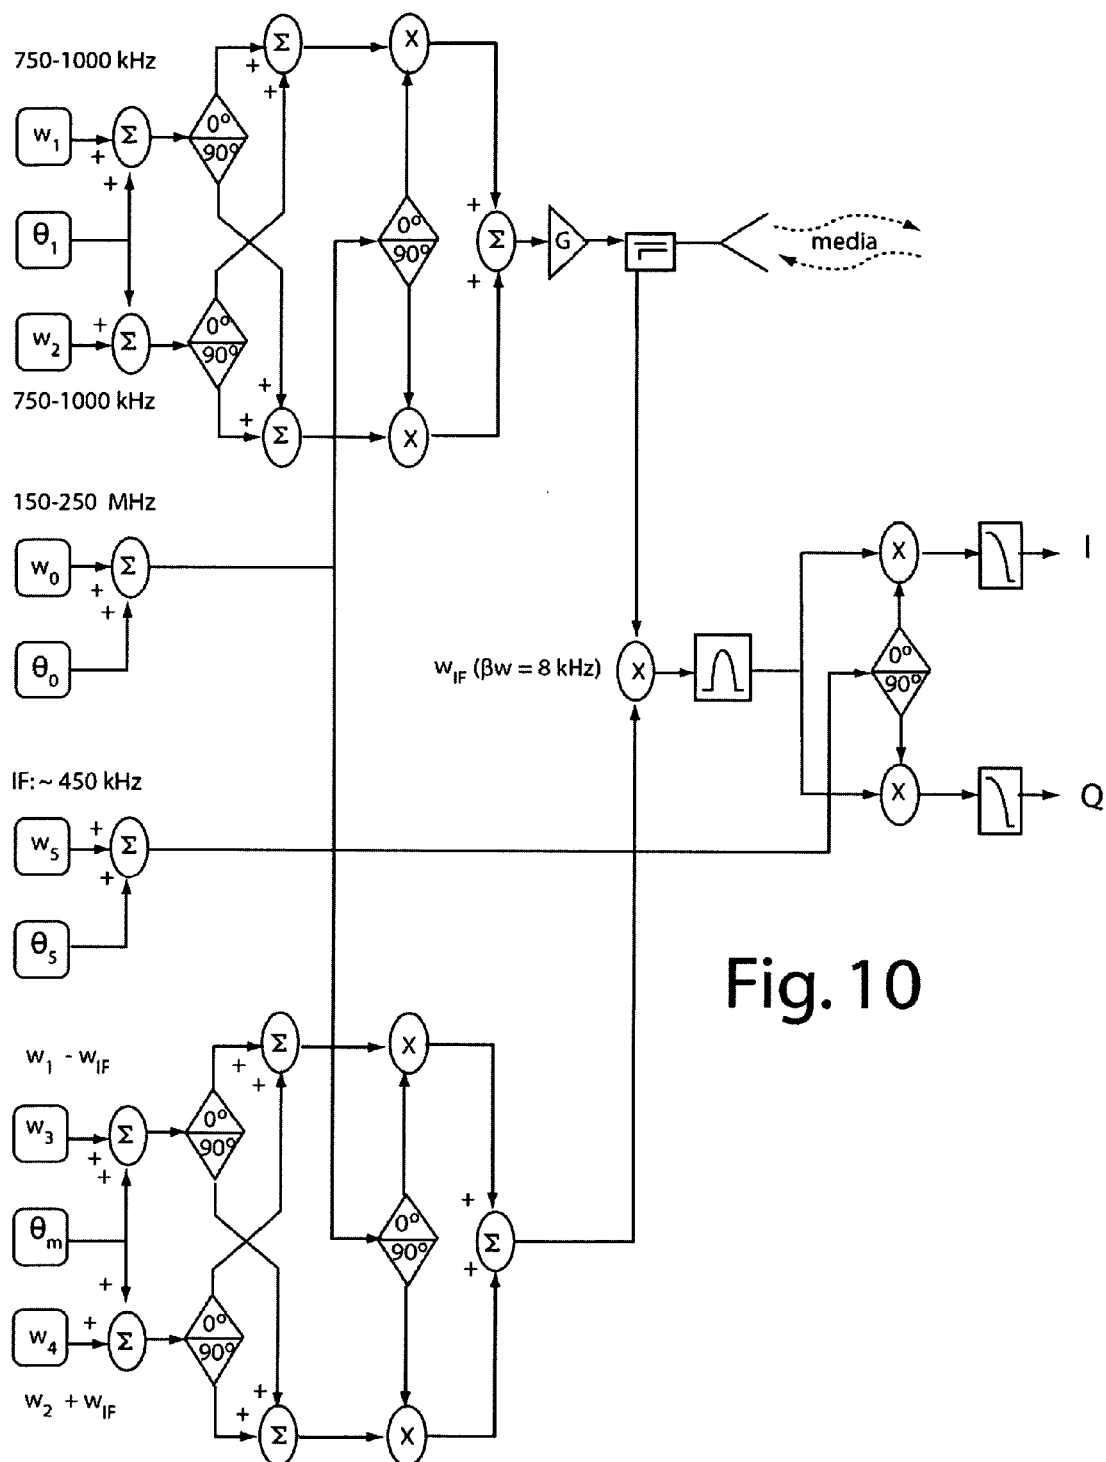 750-1000 kHz
Σ
X
+
+
w1
Σ
0°
90°
+
+
θ1
0°
90°
+
Σ
G
media
+
w2
+
Σ
0°
90°
750-1000 kHz
+
+
Σ
X
150-250 MHz
w0
Σ
+
+
θ0
X
I
wIF (βw = 8 kHz)
X
0°
90°
IF: ~ 450 kHz
w5
+
Σ
+
θ5
X
Q
Fig. 10
w1 - wIF
Σ
X
+
+
w3
Σ
0°
90°
+
+
θm
0°
90°
+
Σ
+
+
w4
+
Σ
0°
90°
w2 + wIF
+
+
Σ
X